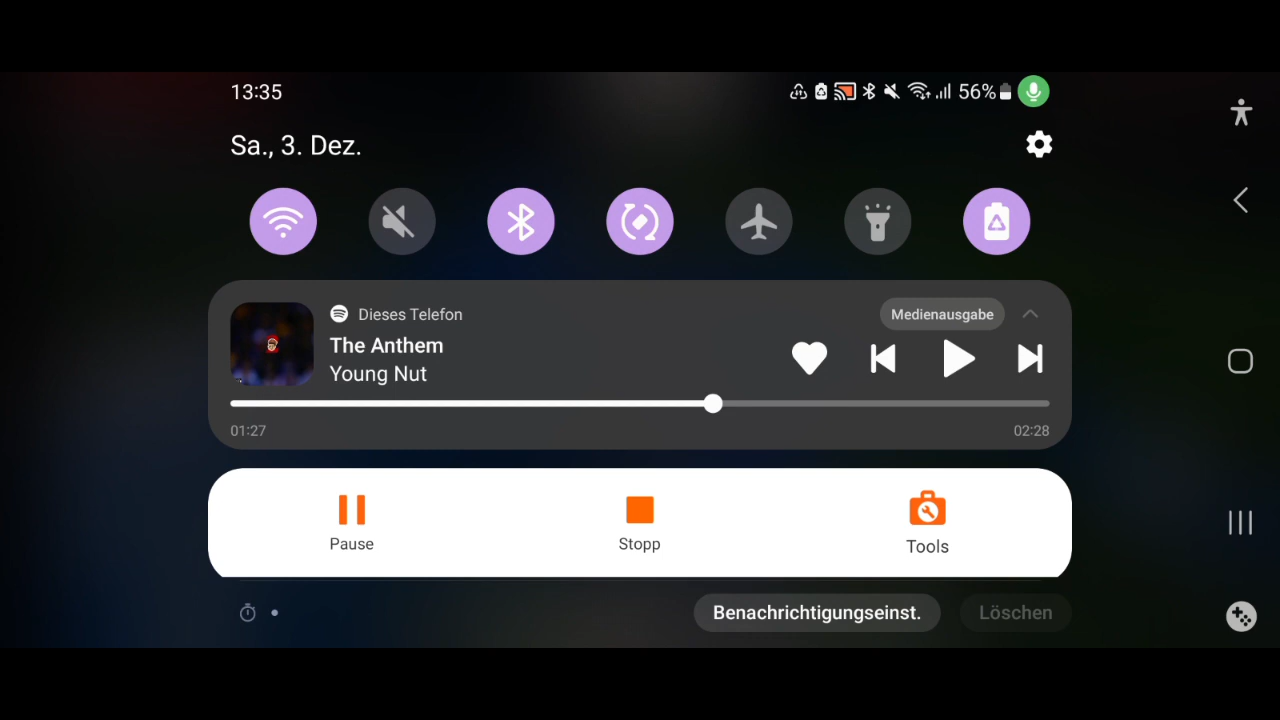 13:35
56%
Sa., 3. Dez.
Dieses Telefon
Medienausgabe
The Anthem
Young Nut
01:27
02:28
Pause
Stopp
Tools
Benachrichtigungseinst.
Löschen